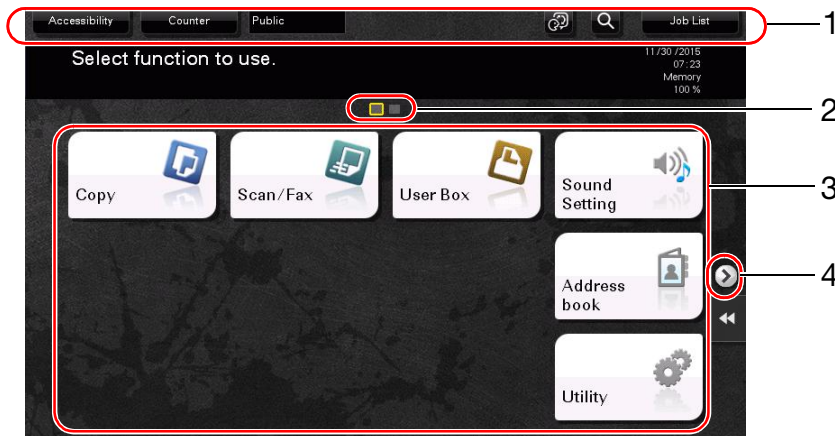 Accessibility Counter Public Job List 1
Select function to use.
11/30/2015
07:23
Memory
100 %
2
Copy
Scan/Fax
User Box
Sound
Setting
3
Address
book
4
Utility